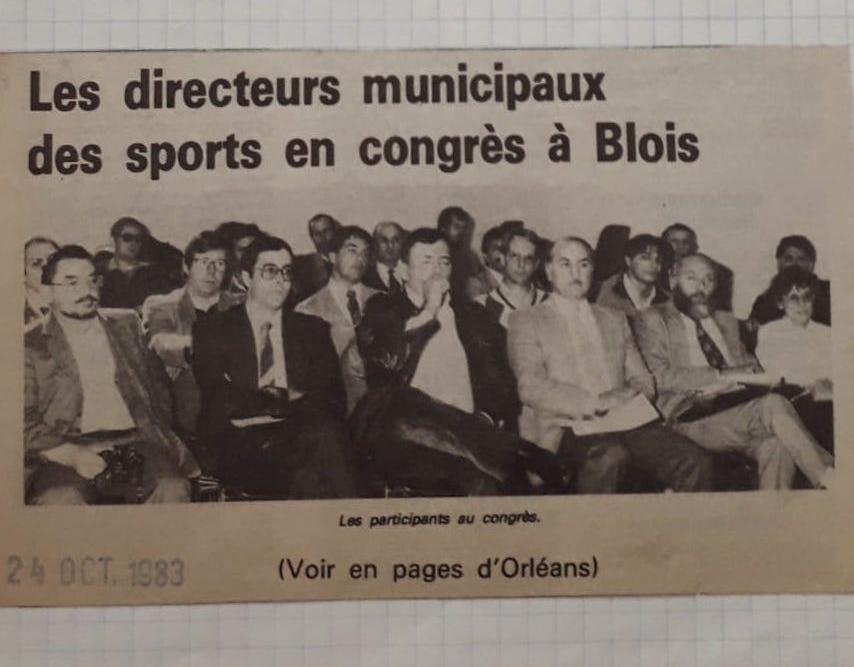 Les directeurs municipaux
des sports en congrès à Blois
Les participants au congrès.
24 OCT. 1983
(Voir en pages d'Orléans)